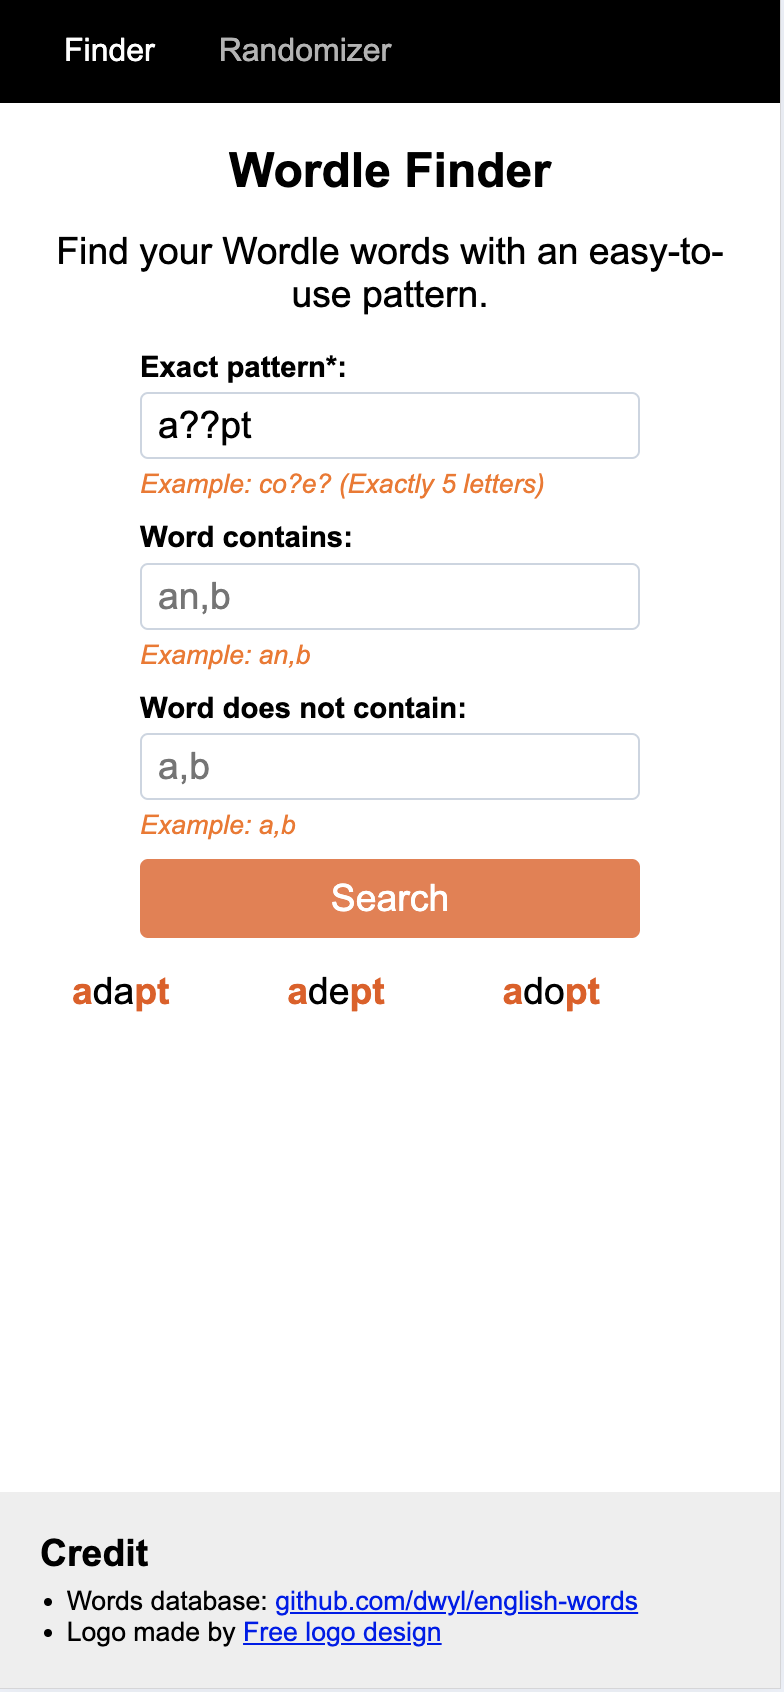 Finder Randomizer
Wordle Finder
Find your Wordle words with an easy-to-
use pattern.
Exact pattern*:
a??pt
Example: co?e? (Exactly 5 letters)
Word contains:
an,b
Example: an,b
Word does not contain:
a,b
Example: a,b
Search
adapt adept adopt
Credit
• Words database: github.com/dwyl/english-words
• Logo made by Free logo design